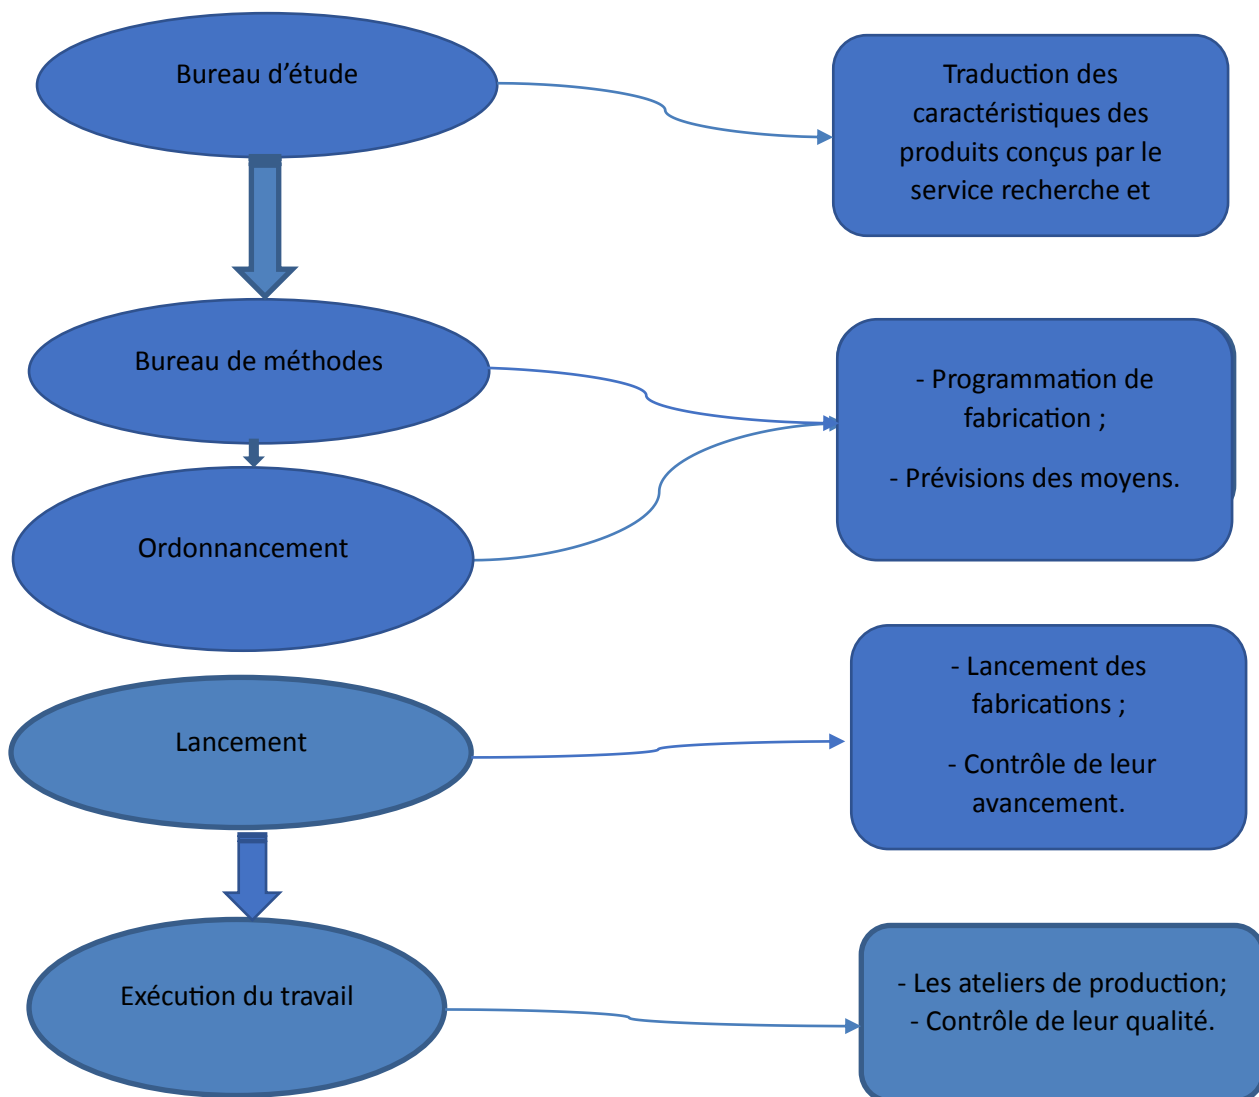 Bureau d’étude
Traduction des
caractéristiques des
produits conçus par le
service recherche et
Bureau de méthodes
- Programmation de
fabrication ;
- Prévisions des moyens.
Ordonnancement
Lancement
- Lancement des
fabrications ;
- Contrôle de leur
avancement.
Exécution du travail
- Les ateliers de production;
- Contrôle de leur qualité.